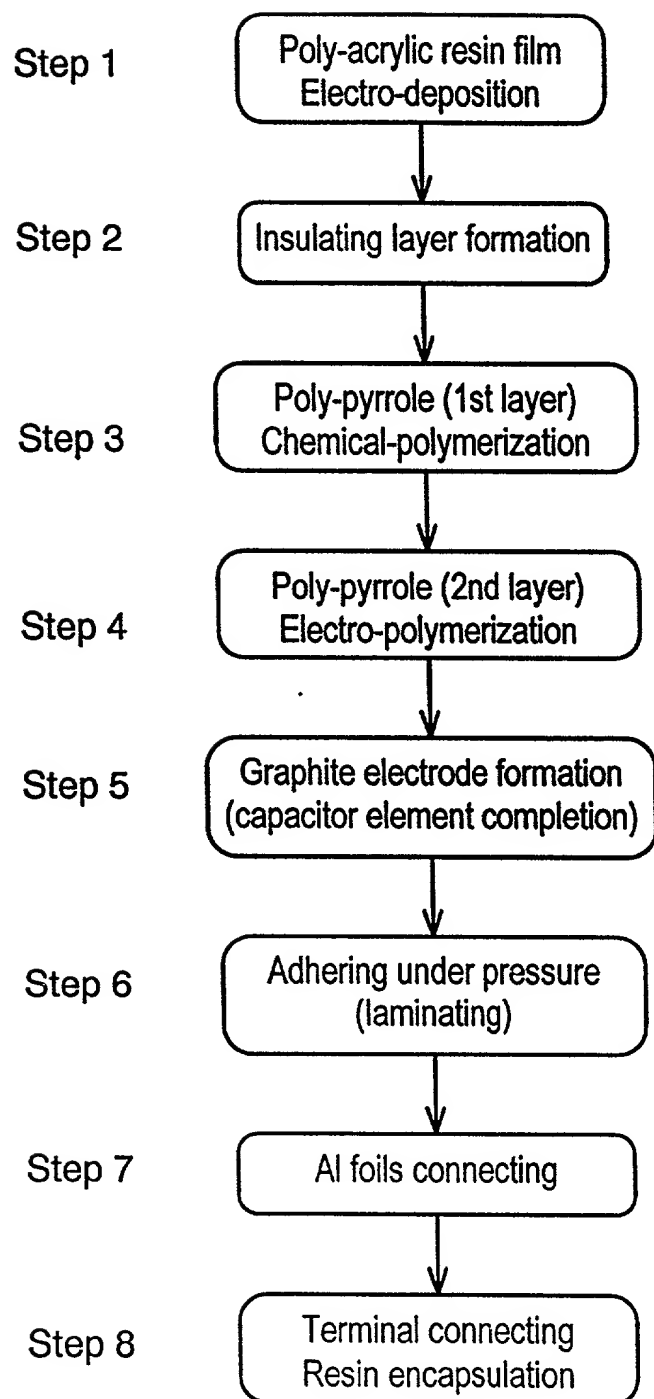 Step 1
Poly-acrylic resin film
Electro-deposition
Step 2
Insulating layer formation
Step 3
Poly-pyrrole (1st layer)
Chemical-polymerization
Step 4
Poly-pyrrole (2nd layer)
Electro-polymerization
Step 5
Graphite electrode formation
(capacitor element completion)
Step 6
Adhering under pressure
(laminating)
Step 7
Al foils connecting
Step 8
Terminal connecting
Resin encapsulation